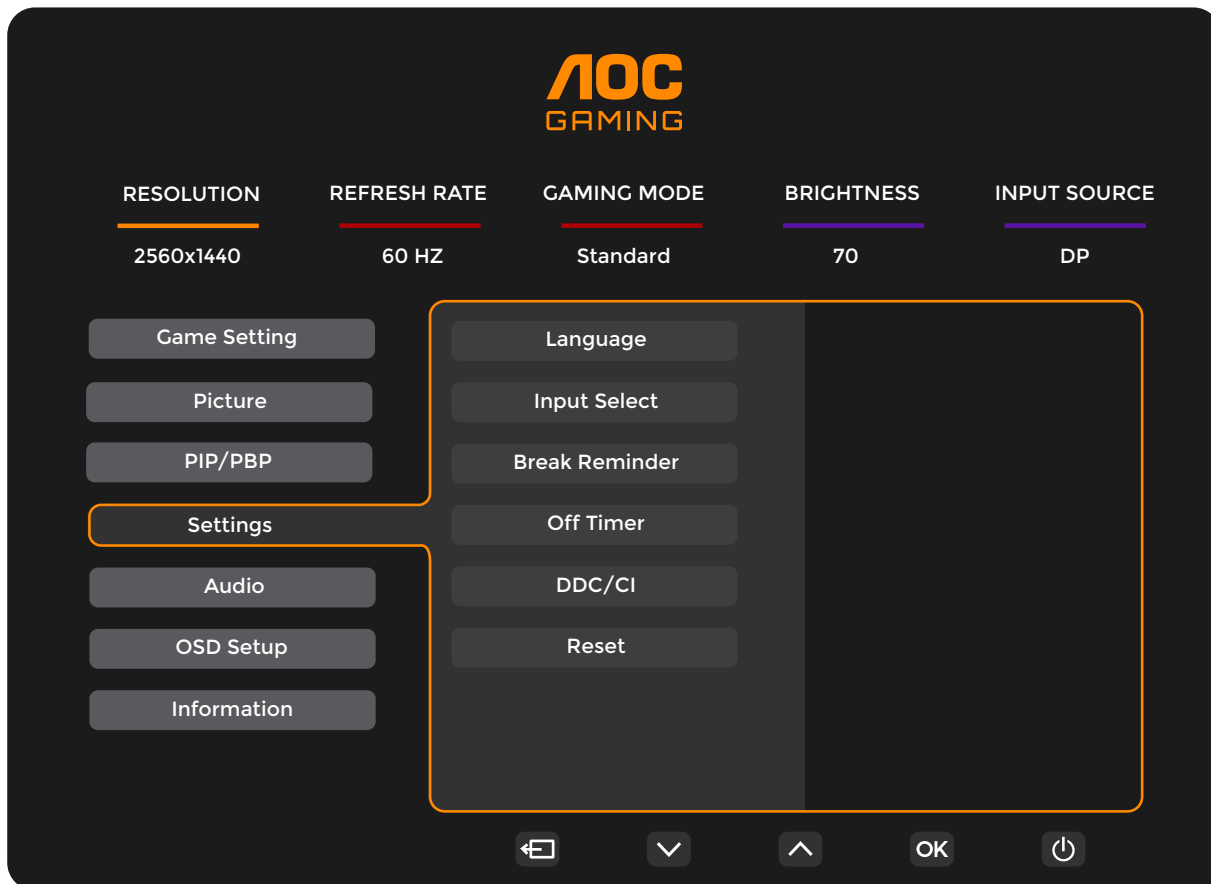 AOC
GAMING
RESOLUTION REFRESH RATE GAMING MODE BRIGHTNESS INPUT SOURCE
2560x1440 60 HZ Standard 70 DP
Game Setting Language
Picture Input Select
PIP/PBP Break Reminder
Settings Off Timer
Audio DDC/CI
OSD Setup Reset
Information
OK